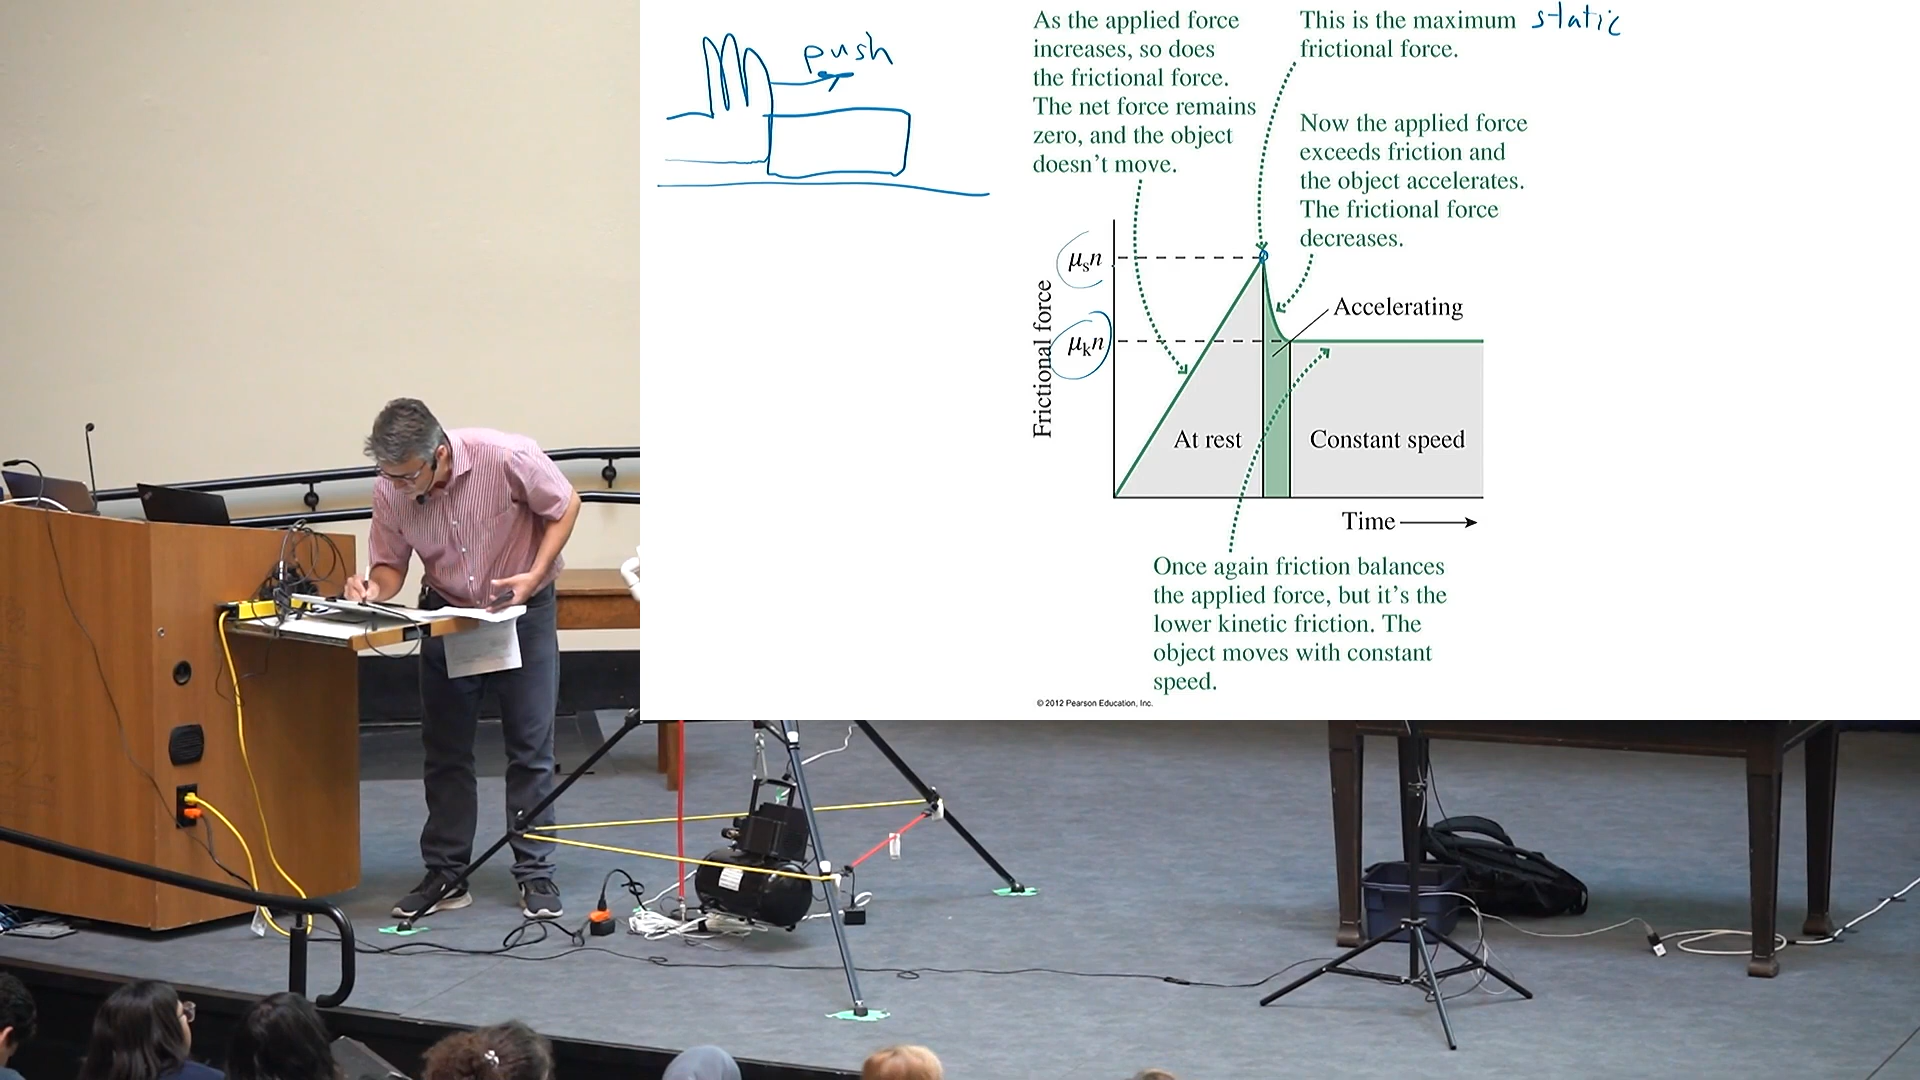 push
As the applied force
increases, so does
the frictional force.
The net force remains
zero, and the object
doesn't move.
This is the maximum static
frictional force.
Now the applied force
exceeds friction and
the object accelerates.
The frictional force
decreases.
μₛn
μₖn
Frictional force
Accelerating
At rest
Constant speed
Time
Once again friction balances
the applied force, but it's the
lower kinetic friction. The
object moves with constant
speed.
© 2012 Pearson Education, Inc.